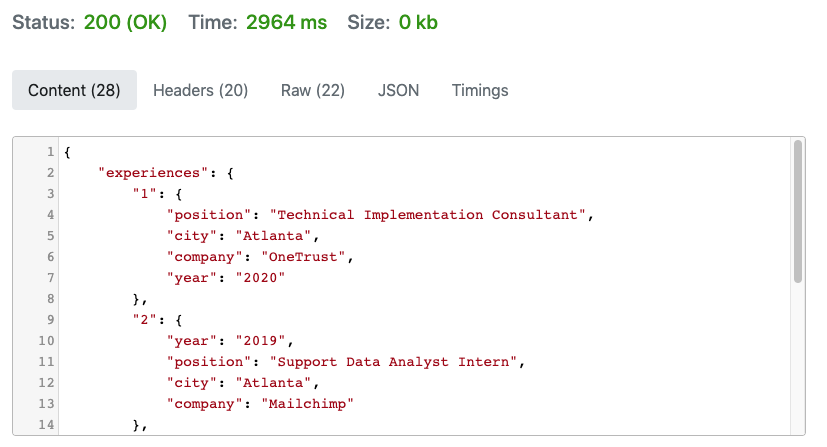 Status: 200 (OK) Time: 2964 ms Size: 0 kb
Content (28) Headers (20) Raw (22) JSON Timings
1 {
2     "experiences": {
3         "1": {
4             "position": "Technical Implementation Consultant",
5             "city": "Atlanta",
6             "company": "OneTrust",
7             "year": "2020"
8         },
9         "2": {
10             "year": "2019",
11             "position": "Support Data Analyst Intern",
12             "city": "Atlanta",
13             "company": "Mailchimp"
14         },